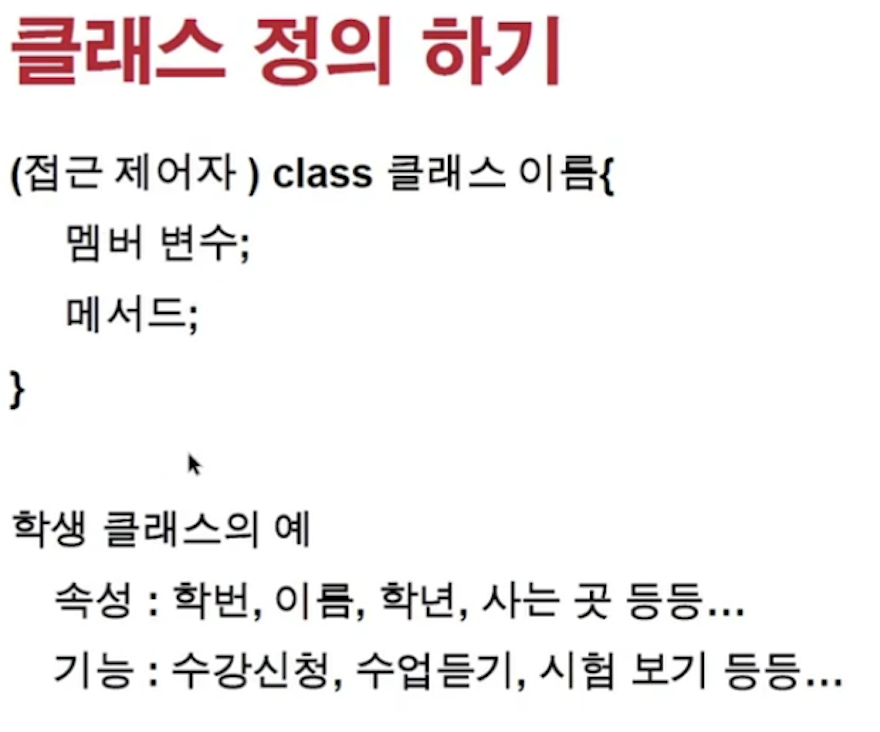 클래스 정의 하기
(접근 제어자 ) class 클래스 이름{
멤버 변수;
메서드;
}
학생 클래스의 예
속성 : 학번, 이름, 학년, 사는 곳 등등...
기능 : 수강신청, 수업듣기, 시험 보기 등등...